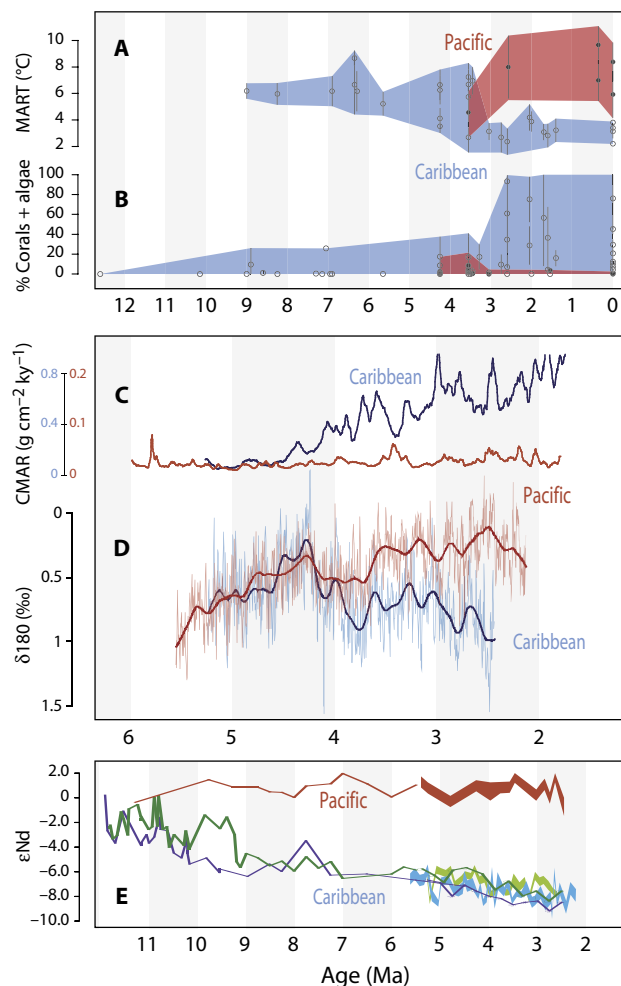 A
Pacific
MART (°C)
10
8
6
4
2
B
Caribbean
% Corals + algae
100
80
60
40
20
0
12 11 10 9 8 7 6 5 4 3 2 1 0
C
Caribbean
CMAR (g cm−2 ky−1)
0.8 0.2
0.4 0.1
0 0
D
Pacific
δ180 (‰)
0
0.5
1
1.5
Caribbean
6 5 4 3 2
E
εNd
2.0
0
−2.0
−4.0
−6.0
−8.0
−10.0
Pacific
Caribbean
11 10 9 8 7 6 5 4 3 2
Age (Ma)